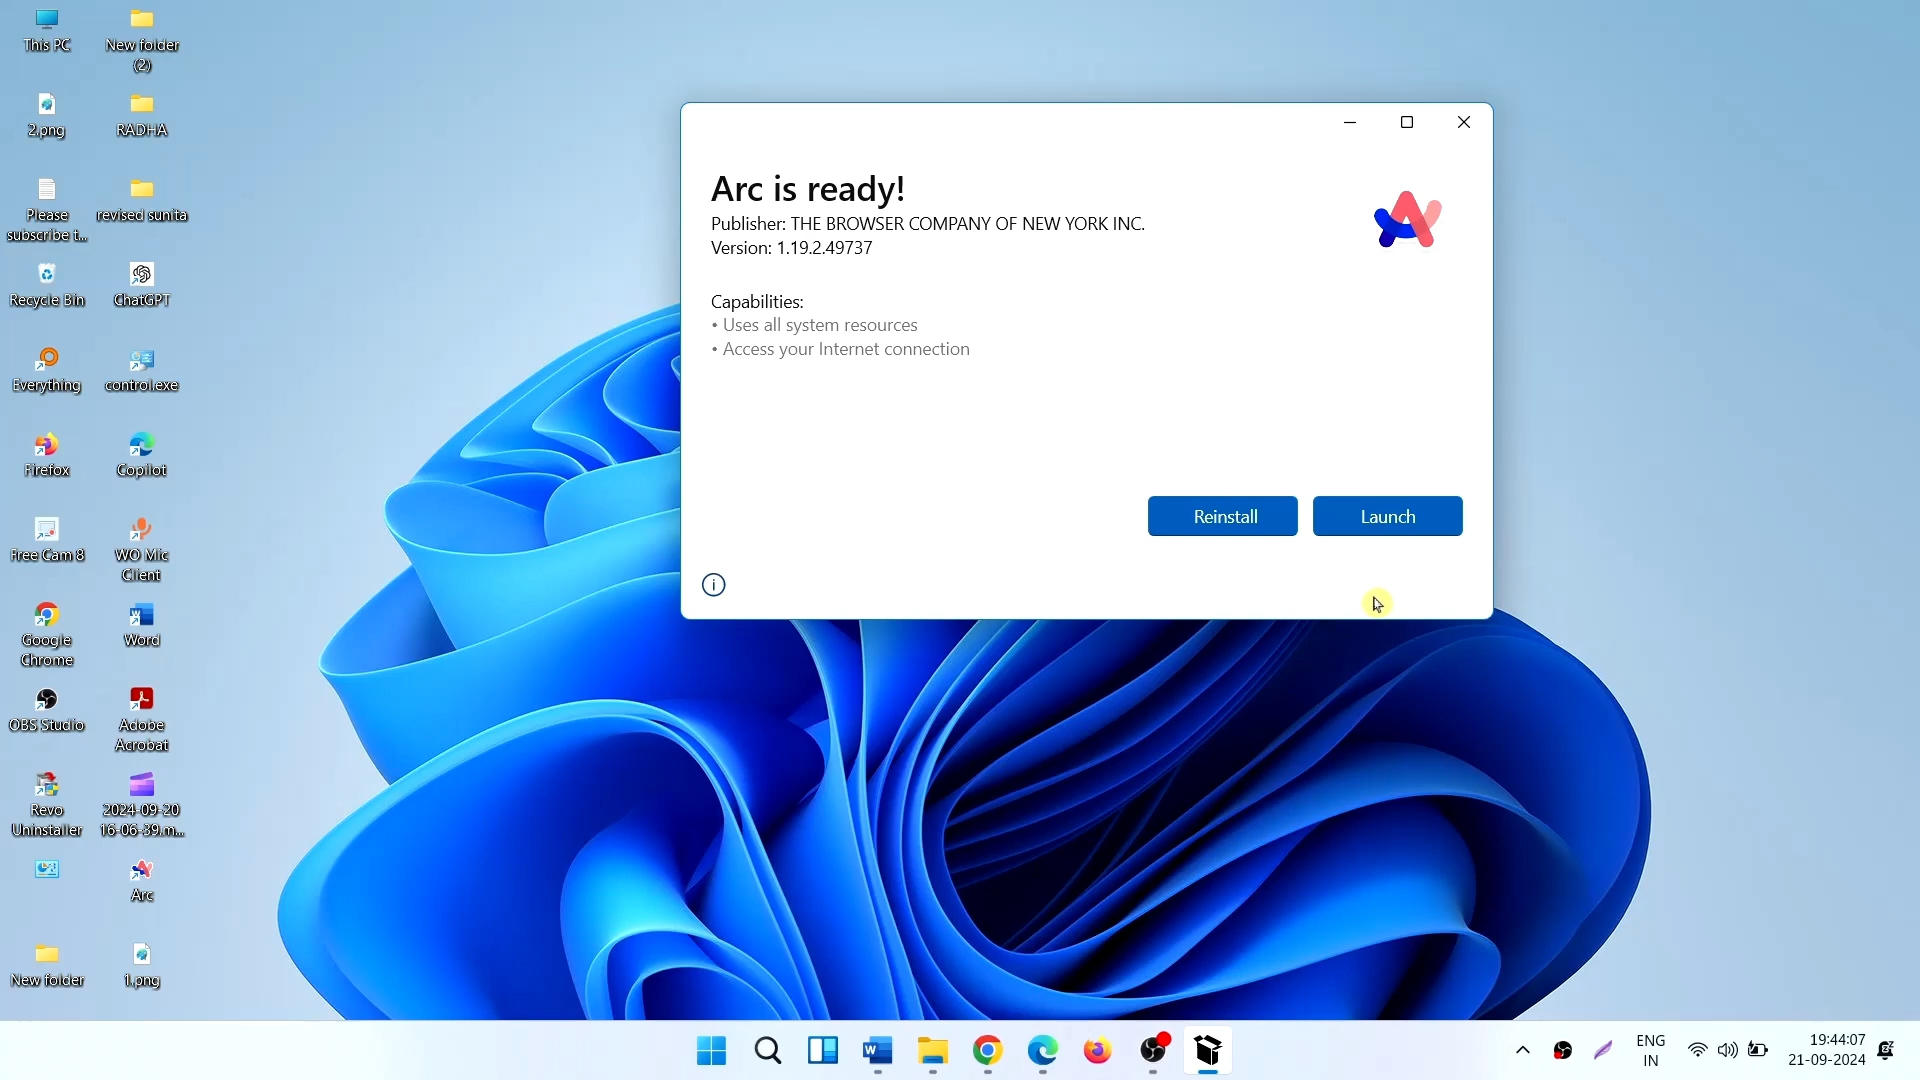 This PC
New folder
(2)
2.png
RADHA
Please
subscribe t...
revised sunita
Recycle Bin
ChatGPT
Everything
control.exe
Firefox
Copilot
Free Cam 8
WO Mic
Client
Google
Chrome
Word
OBS Studio
Adobe
Acrobat
Revo
Uninstaller
2024-09-20
16-06-39.m...
Arc
New folder
1.png
Arc is ready!
Publisher: THE BROWSER COMPANY OF NEW YORK INC.
Version: 1.19.2.49737
Capabilities:
• Uses all system resources
• Access your Internet connection
Reinstall
Launch
ENG
IN
19:44:07
21-09-2024